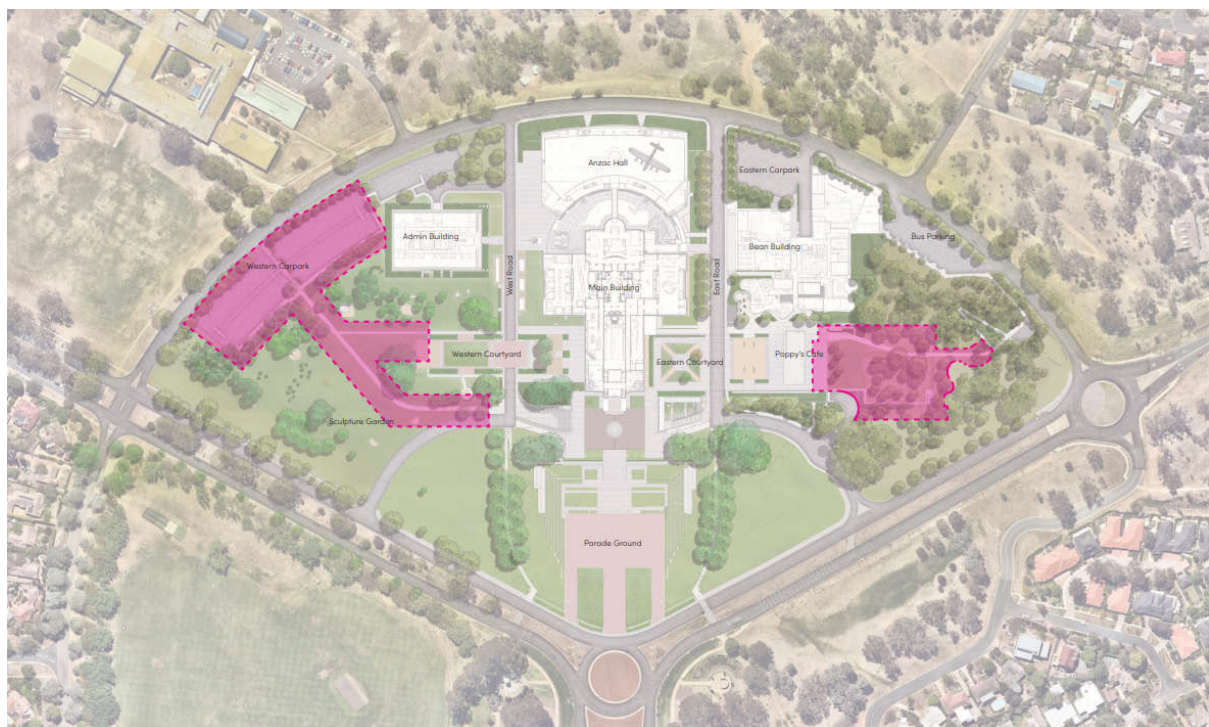 Anzac Hall
Eastern Carpark
Admin Building
Bean Building
Bus Parking
Western Carpark
West Road
Main Building
East Road
Western Courtyard
Eastern Courtyard
Poppy's Cafe
Sculpture Garden
Parade Ground